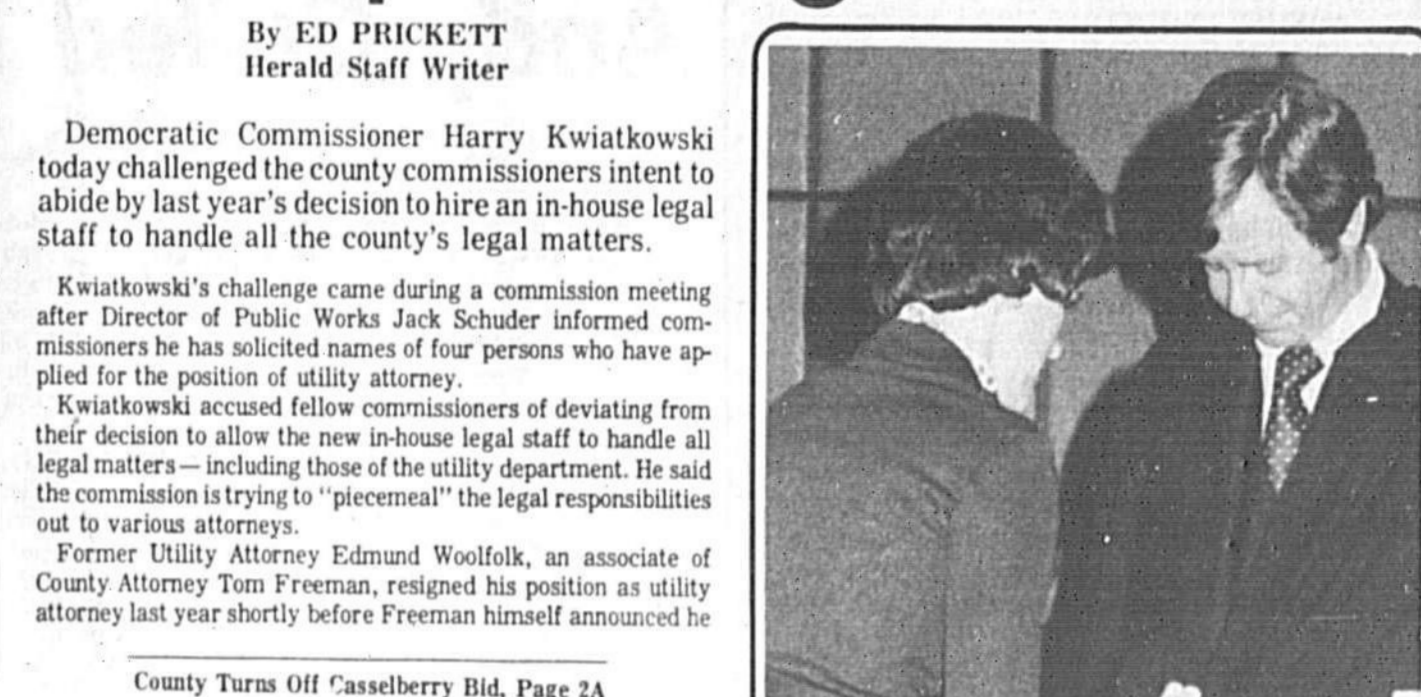 By ED PRICKETT
Herald Staff Writer
Democratic Commissioner Harry Kwiatkowski
today challenged the county commissioners intent to
abide by last year's decision to hire an in-house legal
staff to handle all the county's legal matters.
Kwiatkowski's challenge came during a commission meeting
after Director of Public Works Jack Schuder informed com-
missioners he has solicited names of four persons who have ap-
plied for the position of utility attorney.
Kwiatkowski accused fellow commissioners of deviating from
their decision to allow the new in-house legal staff to handle all
legal matters — including those of the utility department. He said
the commission is trying to "piecemeal" the legal responsibilities
out to various attorneys.
Former Utility Attorney Edmund Woolfolk, an associate of
County Attorney Tom Freeman, resigned his position as utility
attorney last year shortly before Freeman himself announced he
County Turns Off Casselberry Bid, Page 2A